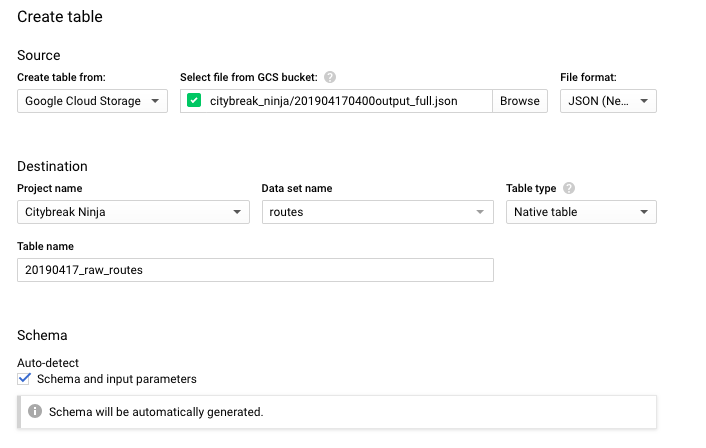 Create table
Source
Create table from: Select file from GCS bucket: ? File format:
Google Cloud Storage citybreak_ninja/201904170400output_full.json Browse JSON (Ne...
Destination
Project name Data set name Table type ?
Citybreak Ninja routes Native table
Table name
20190417_raw_routes
Schema
Auto-detect
Schema and input parameters
Schema will be automatically generated.